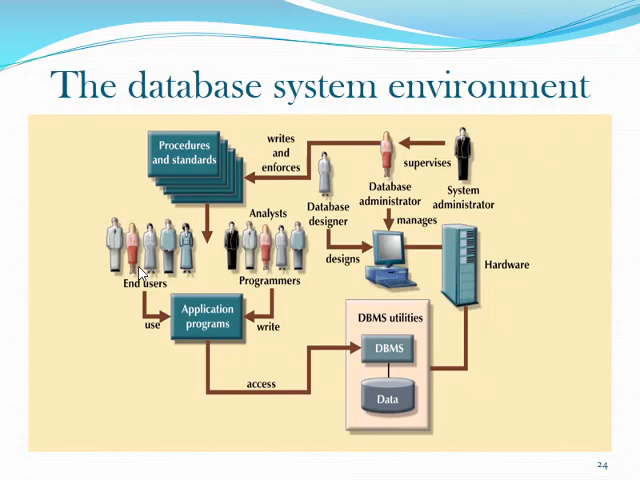 The database system environment
Procedures
and standards
writes
and
enforces
supervises
Database
designer
Database
administrator
System
administrator
Analysts
manages
designs
Hardware
End users
Programmers
Application
programs
use
write
DBMS utilities
DBMS
access
Data
24